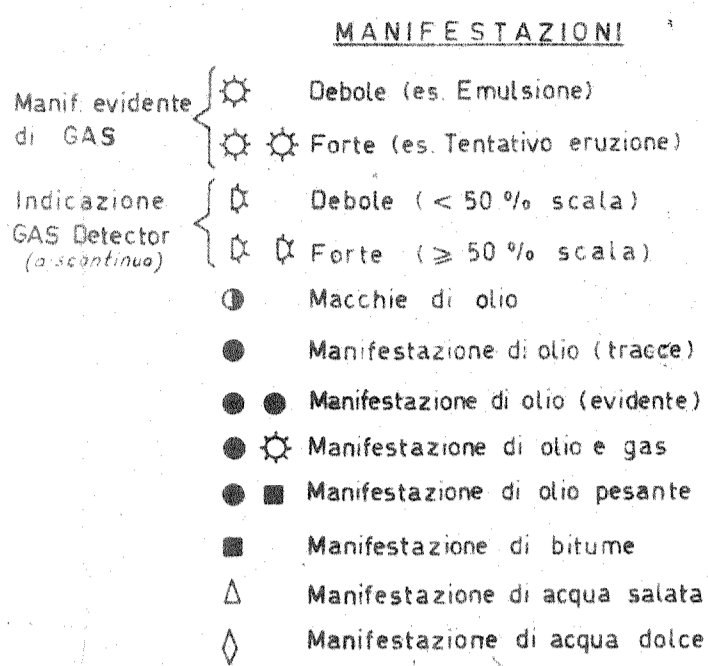 MANIFESTAZIONI
Manif. evidente
di GAS
Debole (es. Emulsione)
Forte (es. Tentativo eruzione)
Indicazione
GAS Detector
(a scontinuo)
Debole (< 50 % scala)
Forte (⩾ 50 % scala)
Macchie di olio
Manifestazione di olio (tracce)
Manifestazione di olio (evidente)
Manifestazione di olio e gas
Manifestazione di olio pesante
Manifestazione di bitume
Manifestazione di acqua salata
Manifestazione di acqua dolce